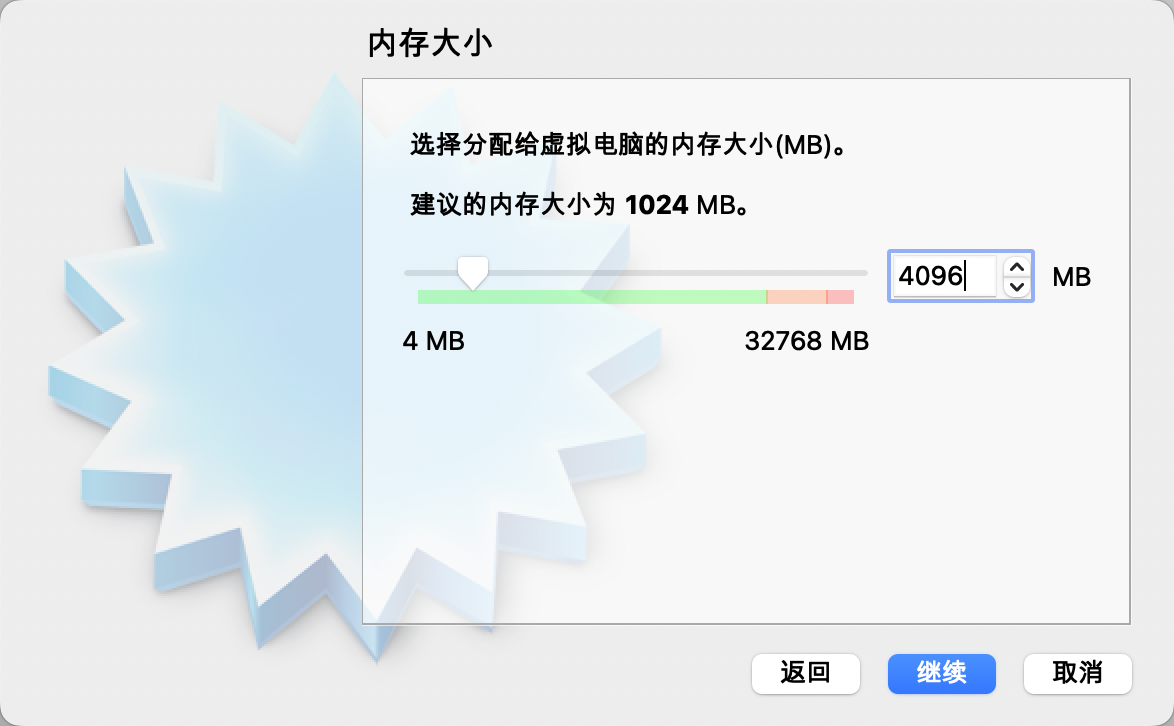 内存大小
选择分配给虚拟电脑的内存大小(MB)。
建议的内存大小为 1024 MB。
4096 MB
4 MB 32768 MB
返回 继续 取消